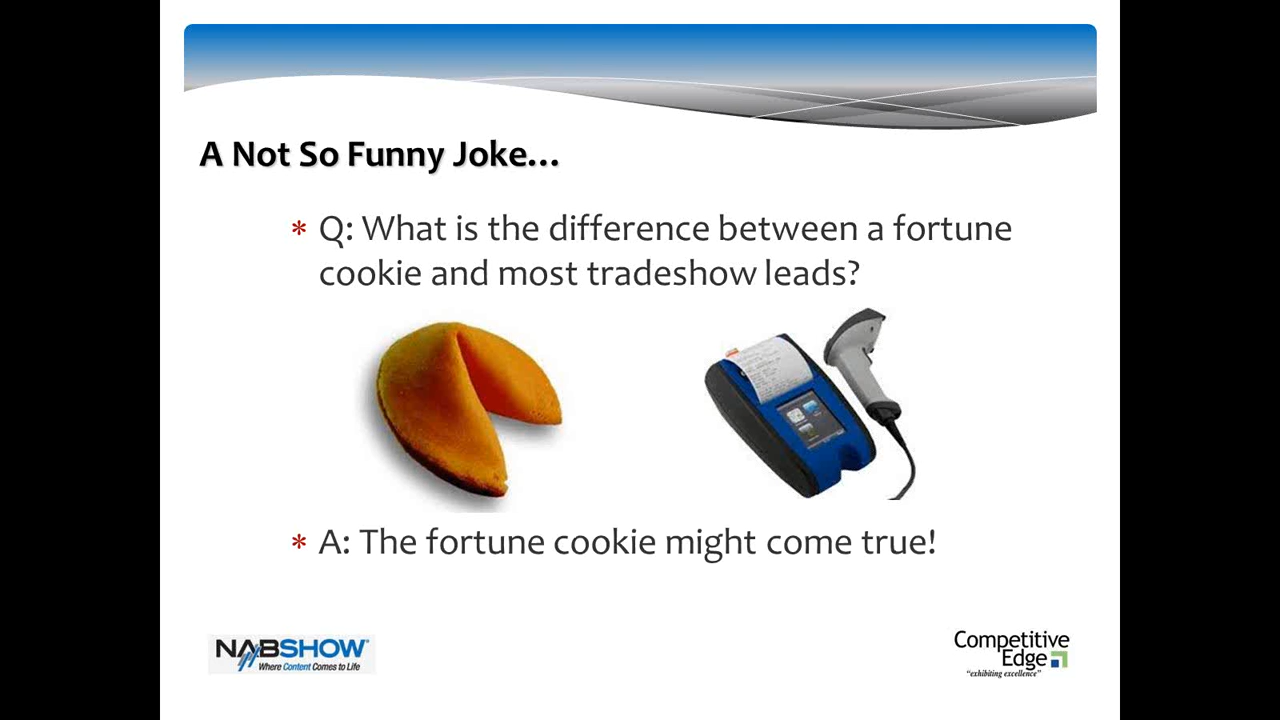 A Not So Funny Joke…
* Q: What is the difference between a fortune
cookie and most tradeshow leads?
* A: The fortune cookie might come true!
NABSHOW®
Where Content Comes to Life
Competitive
Edge
"exhibiting excellence"